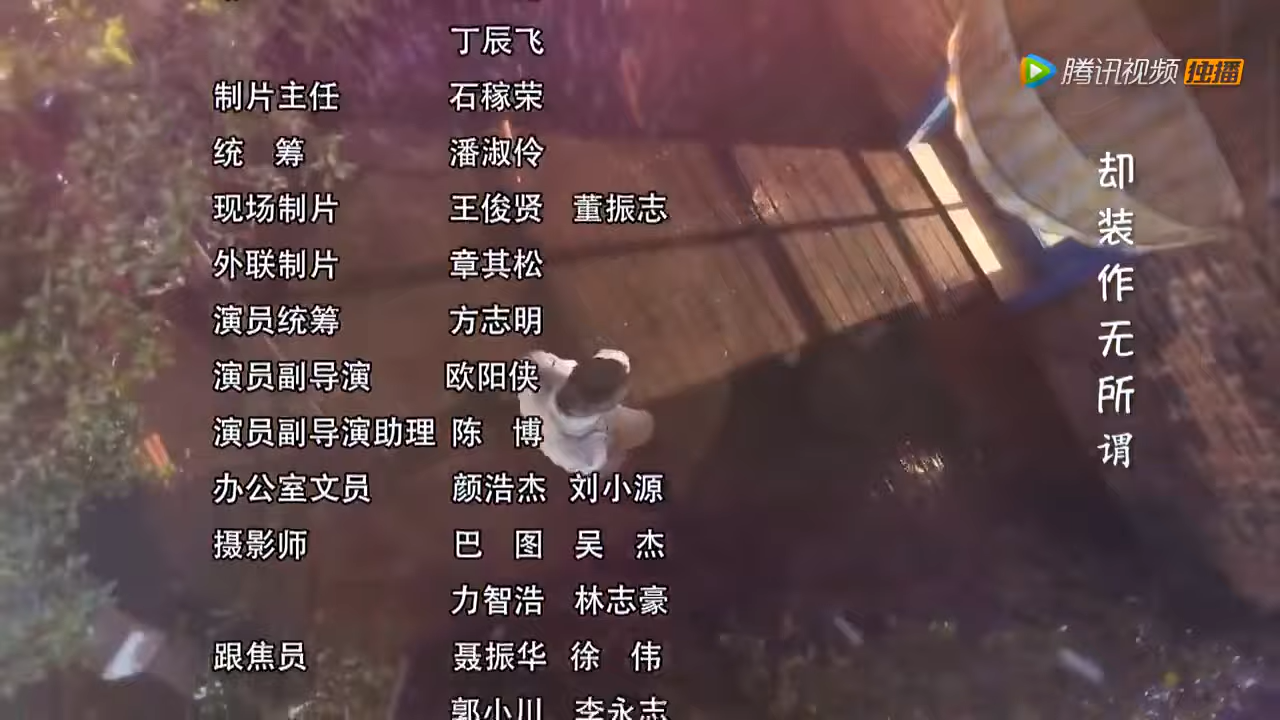 丁辰飞
制片主任 石稼荣
统 筹 潘淑伶
现场制片 王俊贤 董振志
外联制片 章其松
演员统筹 方志明
演员副导演 欧阳侠
演员副导演助理 陈 博
办公室文员 颜浩杰 刘小源
摄影师 巴 图 吴 杰
力智浩 林志豪
跟焦员 聂振华 徐 伟
郭小川 李永志
腾讯视频 独播
却装作无所谓